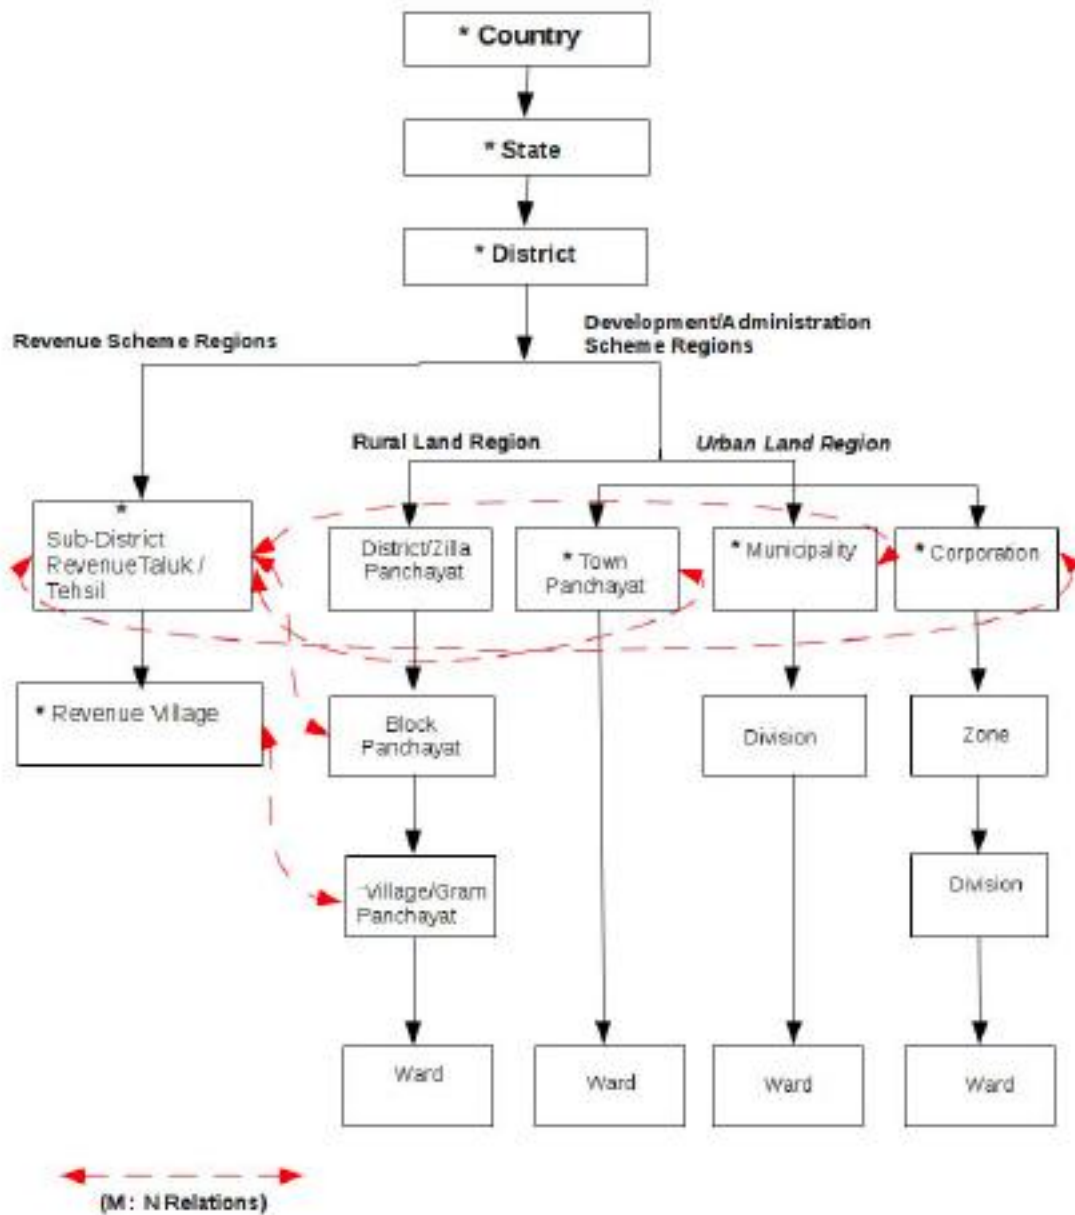 * Country
* State
* District
Revenue Scheme Regions
Development/Administration
Scheme Regions
Rural Land Region
Urban Land Region
*
Sub-District
RevenueTaluk /
Tehsil
District/Zilla
Panchayat
* Town
Panchayat
* Municipality
* Corporation
* Revenue Village
Block
Panchayat
Division
Zone
Village/Gram
Panchayat
Division
Ward
Ward
Ward
Ward
(M : N Relations)